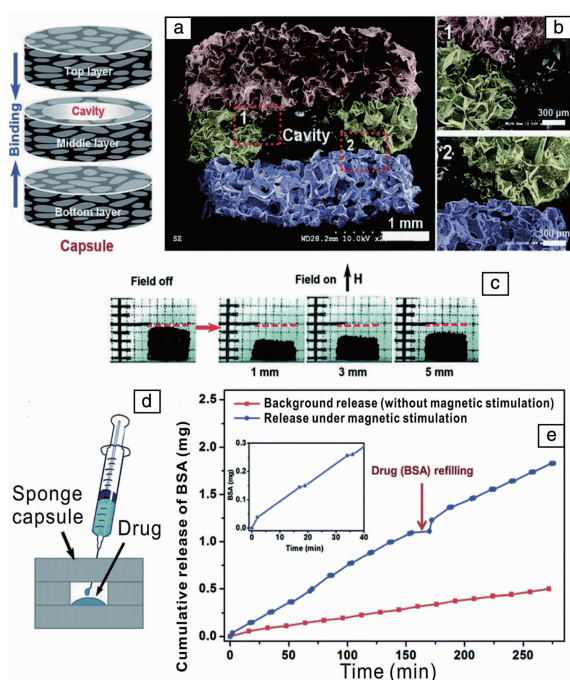 Binding
Top layer
Cavity
Middle layer
Bottom layer
Capsule
a
1
Cavity
2
SE
1 mm
b
1
300 µm
2
300 µm
c
Field off
Field on
H
1 mm
3 mm
5 mm
d
Sponge
capsule
Drug
e
Cumulative release of BSA (mg)
2.5
2.0
1.5
1.0
0.5
0.0
Background release (without magnetic stimulation)
Release under magnetic stimulation
BSA (mg)
0.3
0.2
0.1
0.0
0
10
20
30
40
Time (min)
Drug (BSA) refilling
0
50
100
150
200
250
Time (min)